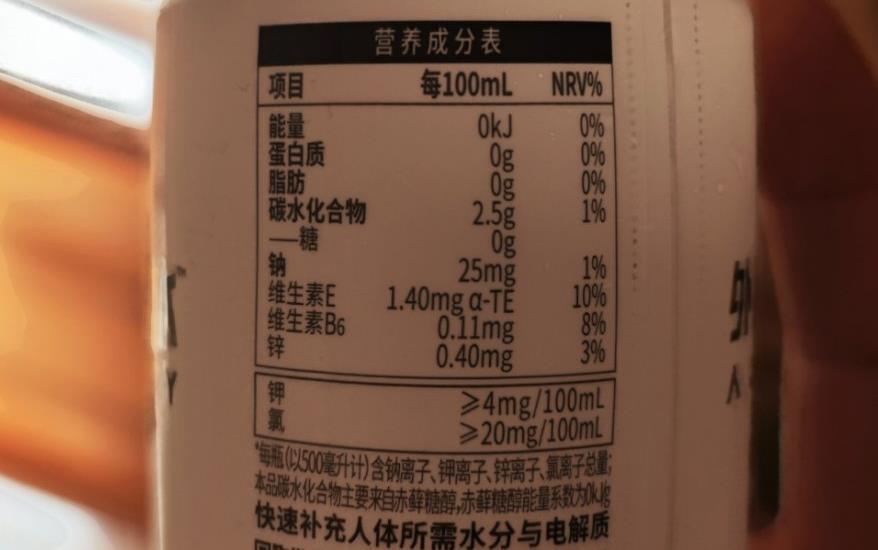 营养成分表
项目 每100mL NRV%
能量 0kJ 0%
蛋白质 0g 0%
脂肪 0g 0%
碳水化合物 2.5g 1%
——糖 0g
钠 25mg 1%
维生素E 1.40mg α-TE 10%
维生素B6 0.11mg 8%
锌 0.40mg 3%
钾 ≥4mg/100mL
氯 ≥20mg/100mL
*每瓶(以500毫升计)含钠离子、钾离子、锌离子、氯离子总量;
本品碳水化合物主要来自赤藓糖醇,赤藓糖醇能量系数为0kJ/g
快速补充人体所需水分与电解质